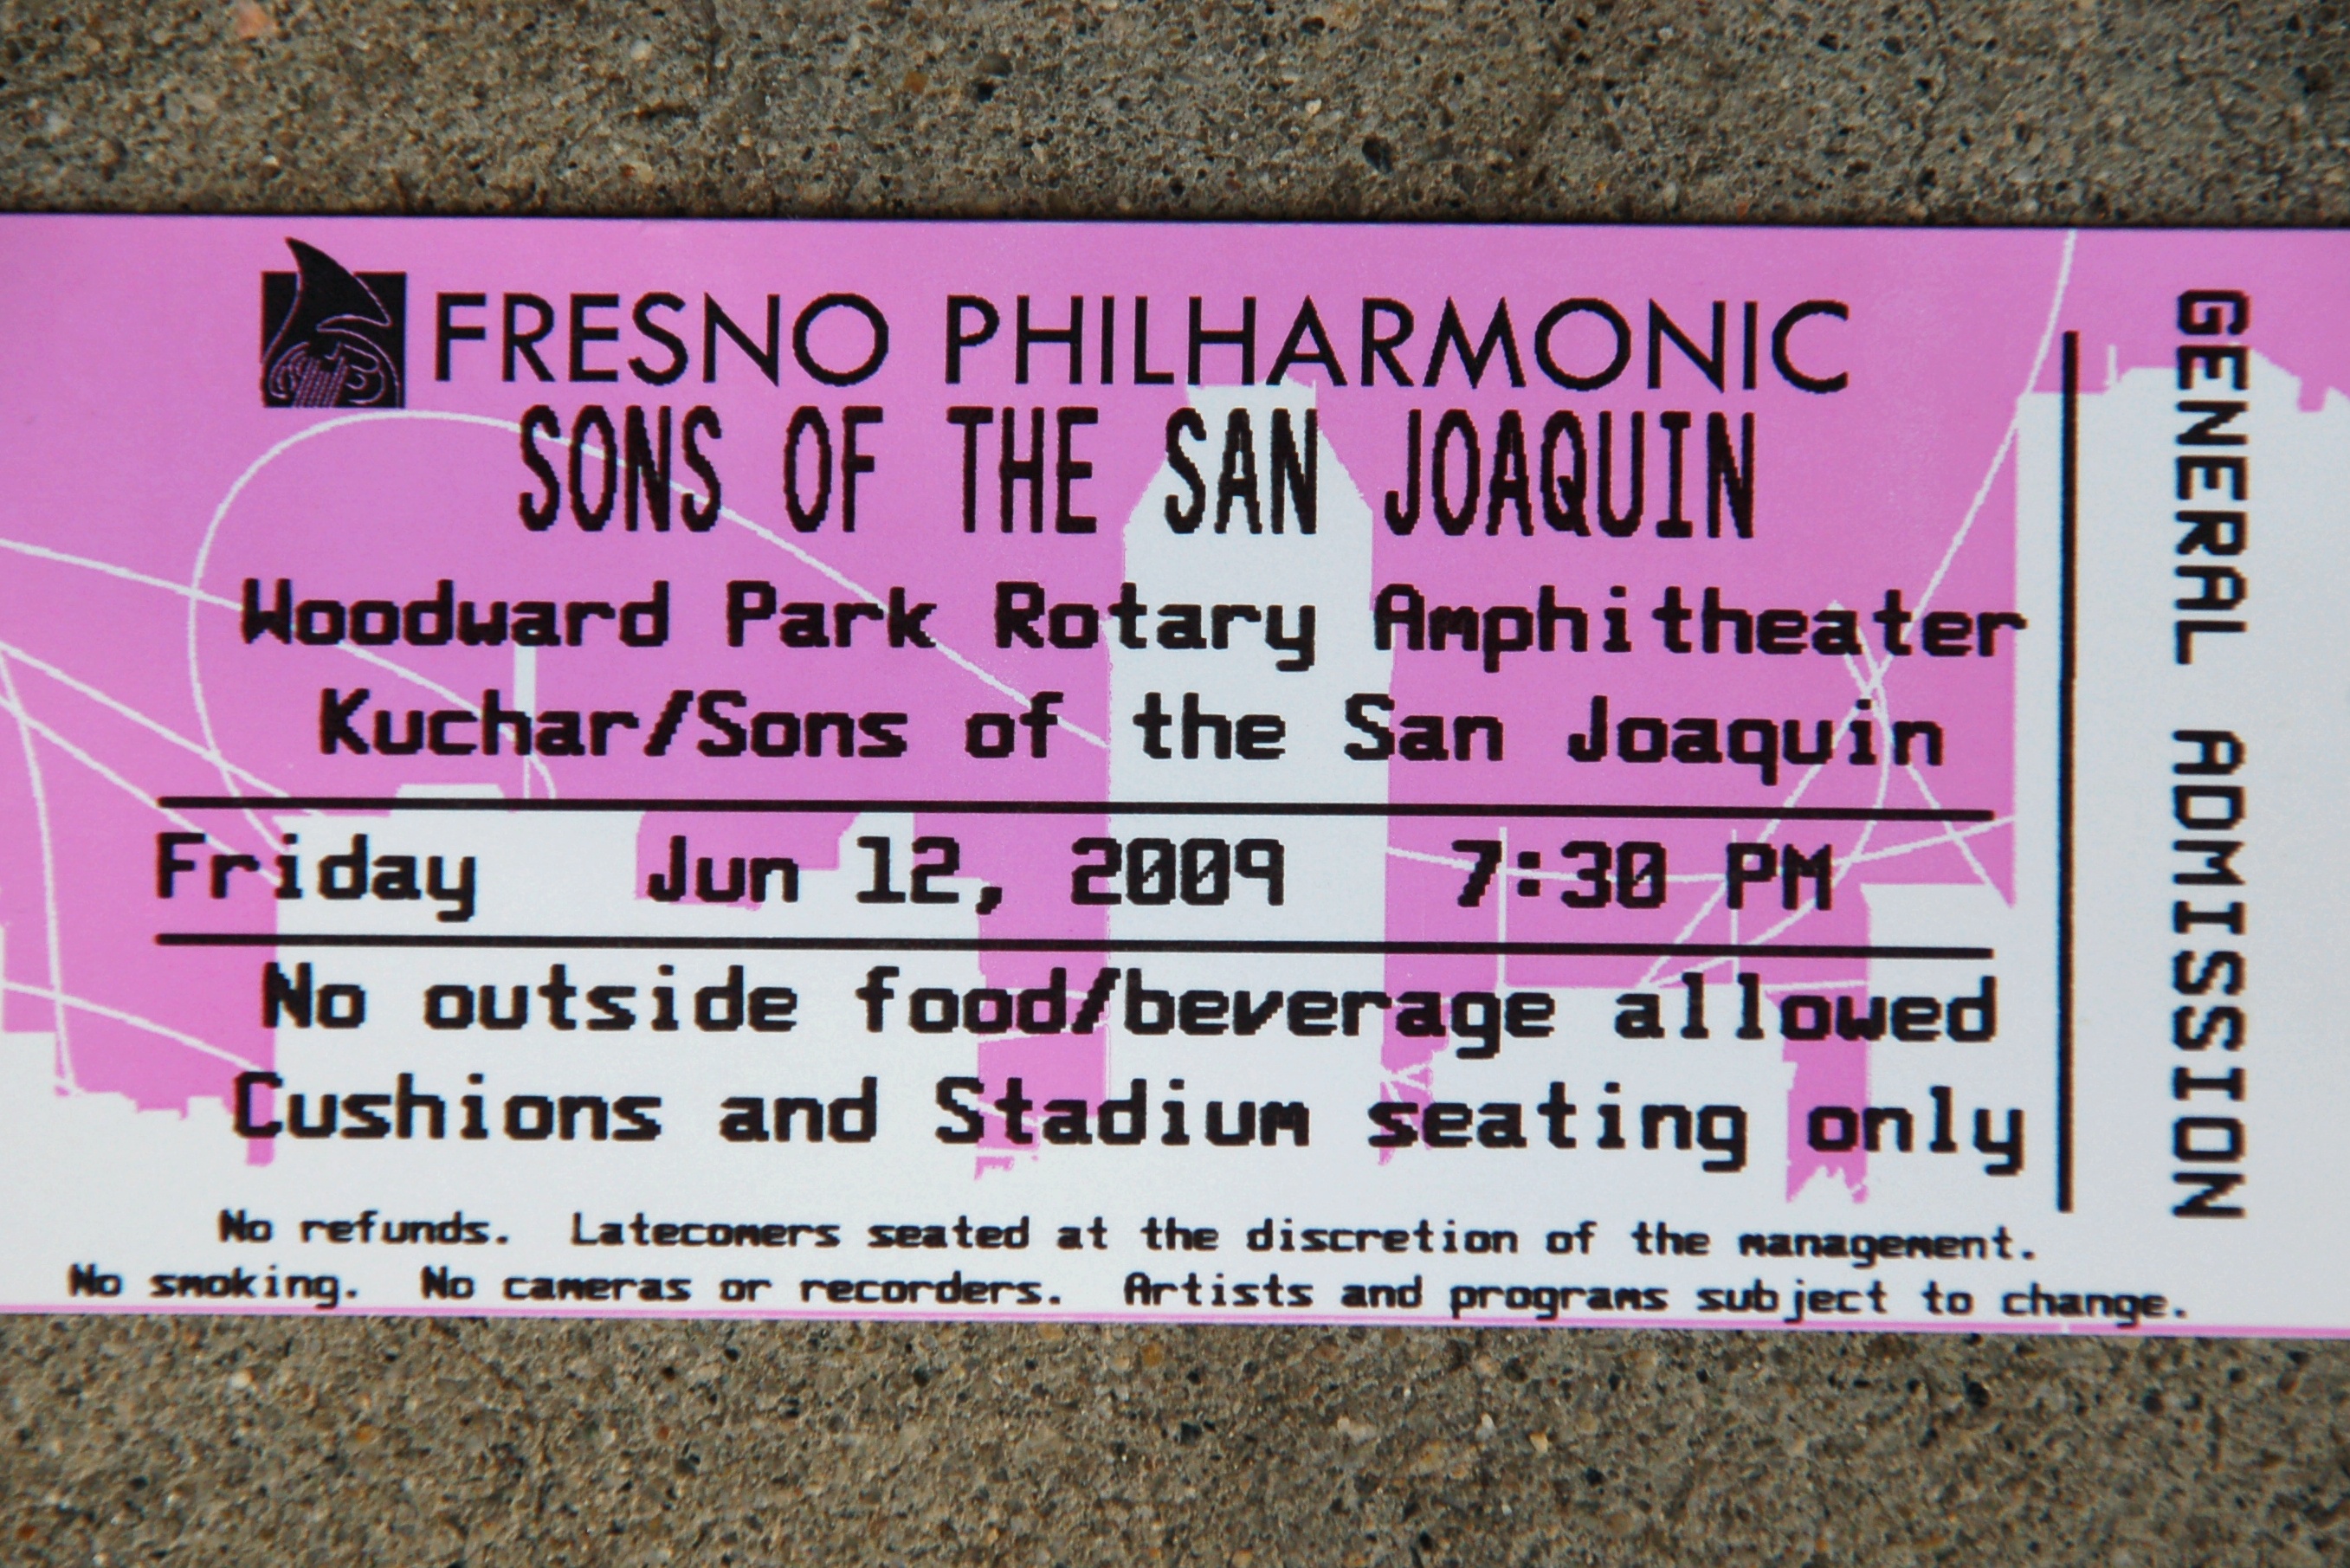 FRESNO PHILHARMONIC
SONS OF THE SAN JOAQUIN
Woodward Park Rotary Amphitheater
Kuchar/Sons of the San Joaquin
Friday Jun 12, 2009 7:30 PM
No outside food/beverage allowed
Cushions and Stadium seating only
No refunds. Latecomers seated at the discretion of the management.
No smoking. No cameras or recorders. Artists and programs subject to change.
GENERAL ADMISSION